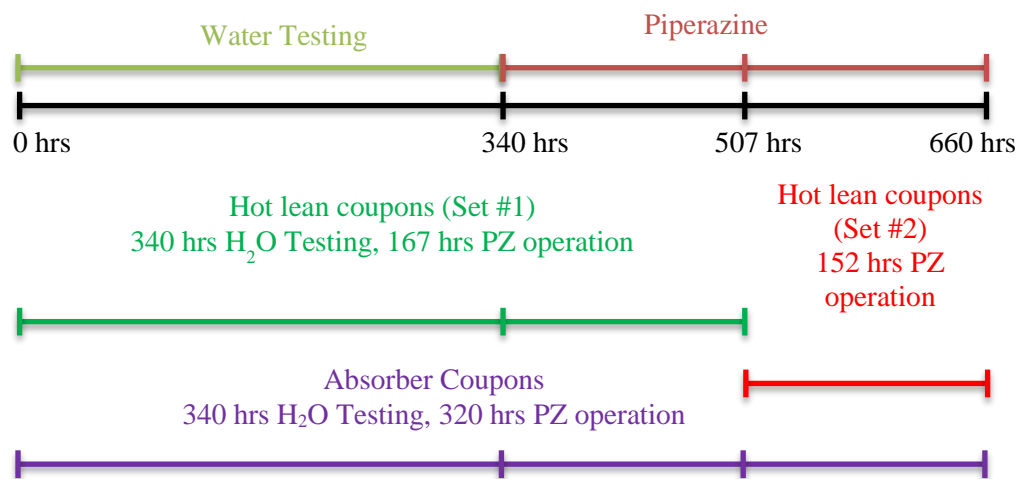 Water Testing
Piperazine
0 hrs
340 hrs
507 hrs
660 hrs
Hot lean coupons (Set #1)
340 hrs H₂O Testing, 167 hrs PZ operation
Hot lean coupons
(Set #2)
152 hrs PZ
operation
Absorber Coupons
340 hrs H₂O Testing, 320 hrs PZ operation